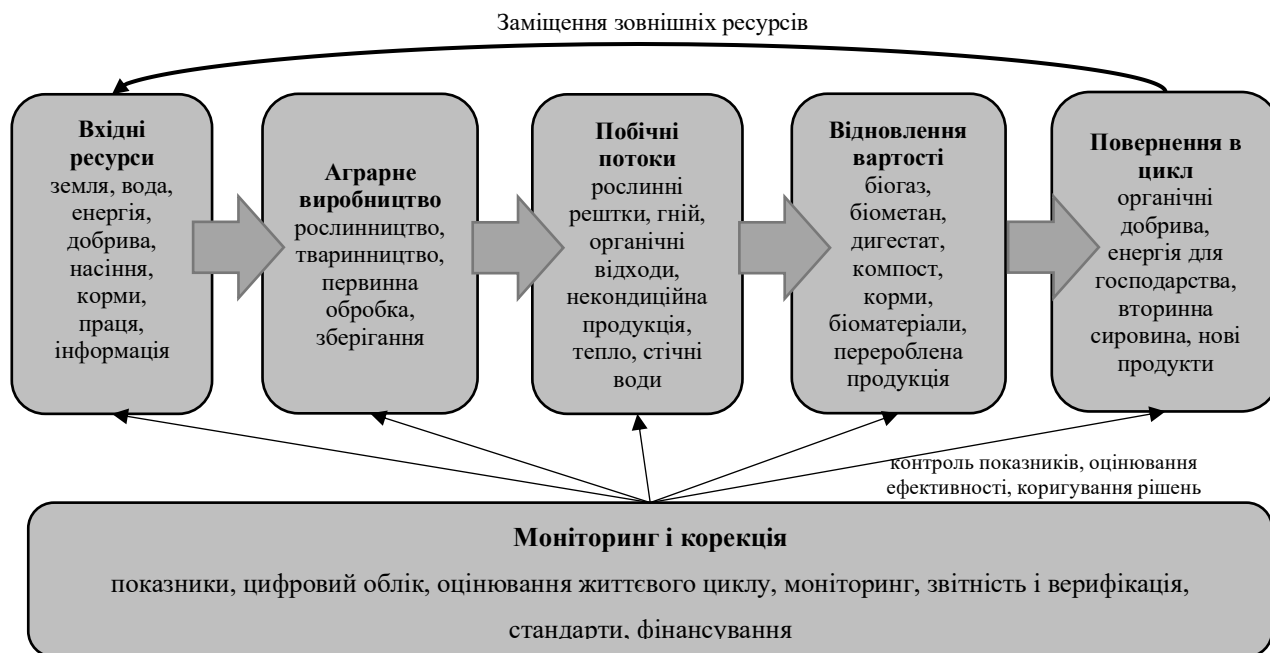 Заміщення зовнішніх ресурсів
Вхідні
ресурси
земля, вода,
енергія,
добрива,
насіння,
корми,
праця,
інформація
Аграрне
виробництво
рослинництво,
тваринництво,
первинна
обробка,
зберігання
Побічні
потоки
рослинні
рештки, гній,
органічні
відходи,
некондиційна
продукція,
тепло, стічні
води
Відновлення
вартості
біогаз,
біометан,
дигестат,
компост,
корми,
біоматеріали,
перероблена
продукція
Повернення в
цикл
органічні
добрива,
енергія для
господарства,
вторинна
сировина, нові
продукти
контроль показників, оцінювання
ефективності, коригування рішень
Моніторинг і корекція
показники, цифровий облік, оцінювання життєвого циклу, моніторинг, звітність і верифікація,
стандарти, фінансування